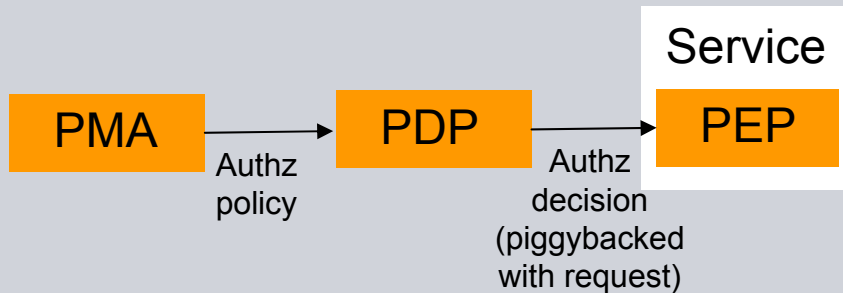 Service
PMA
PDP
PEP
Authz
policy
Authz
decision
(piggybacked
with request)